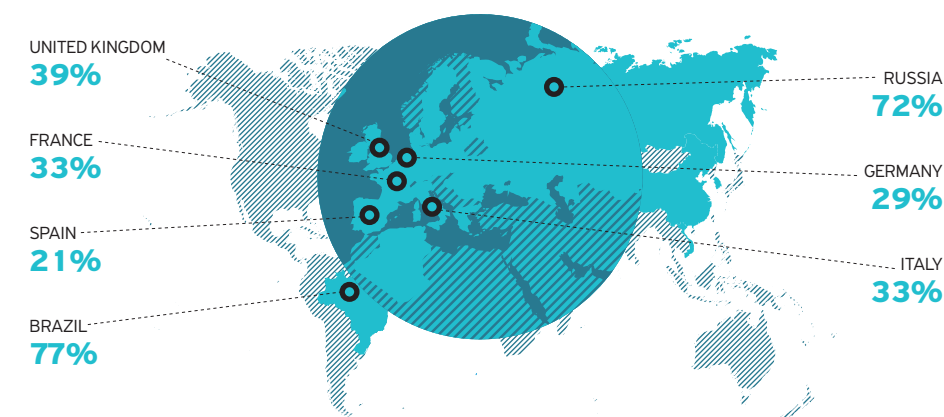 UNITED KINGDOM
39%
FRANCE
33%
SPAIN
21%
BRAZIL
77%
RUSSIA
72%
GERMANY
29%
ITALY
33%